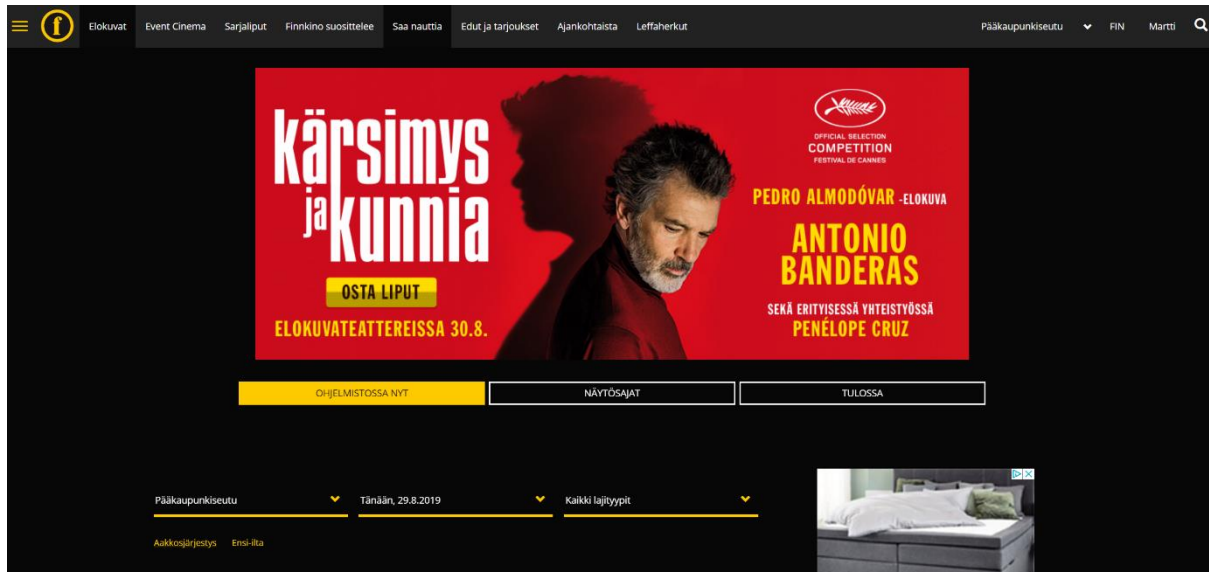 f
Elokuvat Event Cinema Sarjaliput Finnkino suosittelee Saa nauttia Edut ja tarjoukset Ajankohtaista Leffaherkut Pääkaupunkiseutu FIN Martti
kärsimys
ja kunnia
OSTA LIPUT
ELOKUVATEATTEREISSA 30.8.
OFFICIAL SELECTION
COMPETITION
FESTIVAL DE CANNES
PEDRO ALMODÓVAR -ELOKUVA
ANTONIO
BANDERAS
SEKÄ ERITYISESSÄ YHTEISTYÖSSÄ
PENÉLOPE CRUZ
OHJELMISTOSSA NYT NÄYTÖSAJAT TULOSSA
Pääkaupunkiseutu Tänään, 29.8.2019 Kaikki lajityypit
Aakkosjärjestys Ensi-ilta